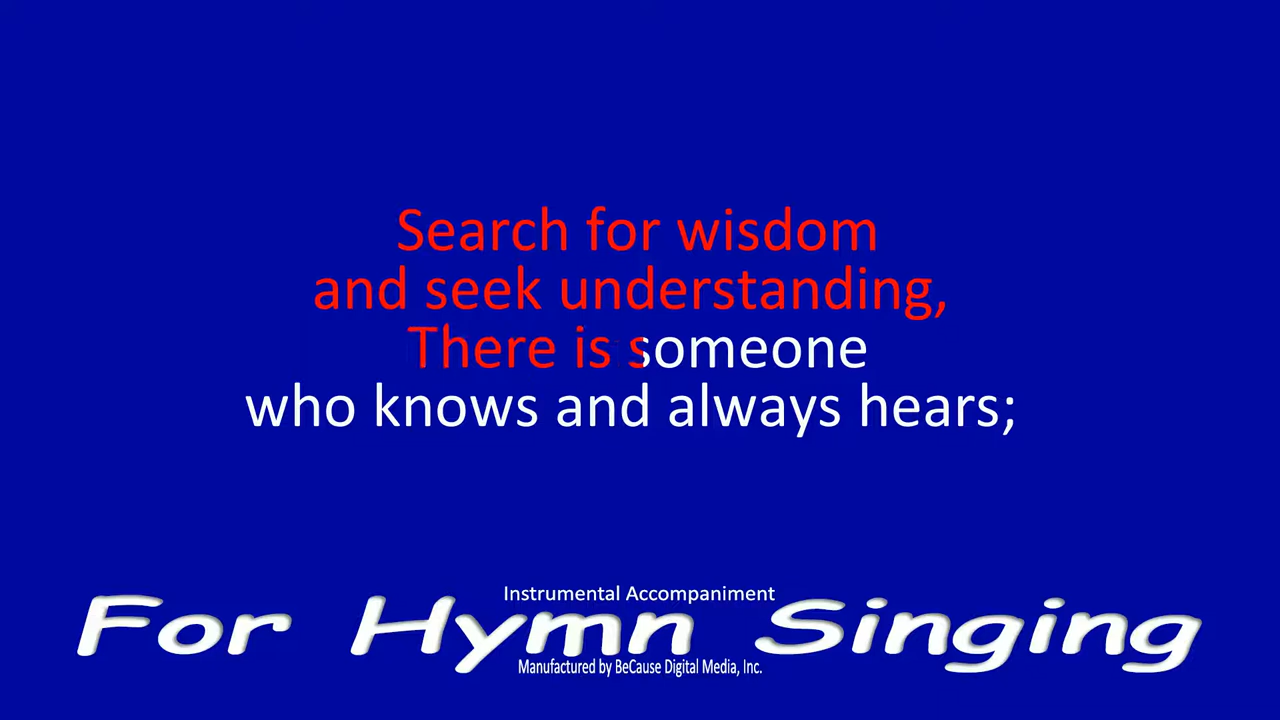 Search for wisdom
and seek understanding,
There is someone
who knows and always hears;
Instrumental Accompaniment
For Hymn Singing
Manufactured by BeCause Digital Media, Inc.